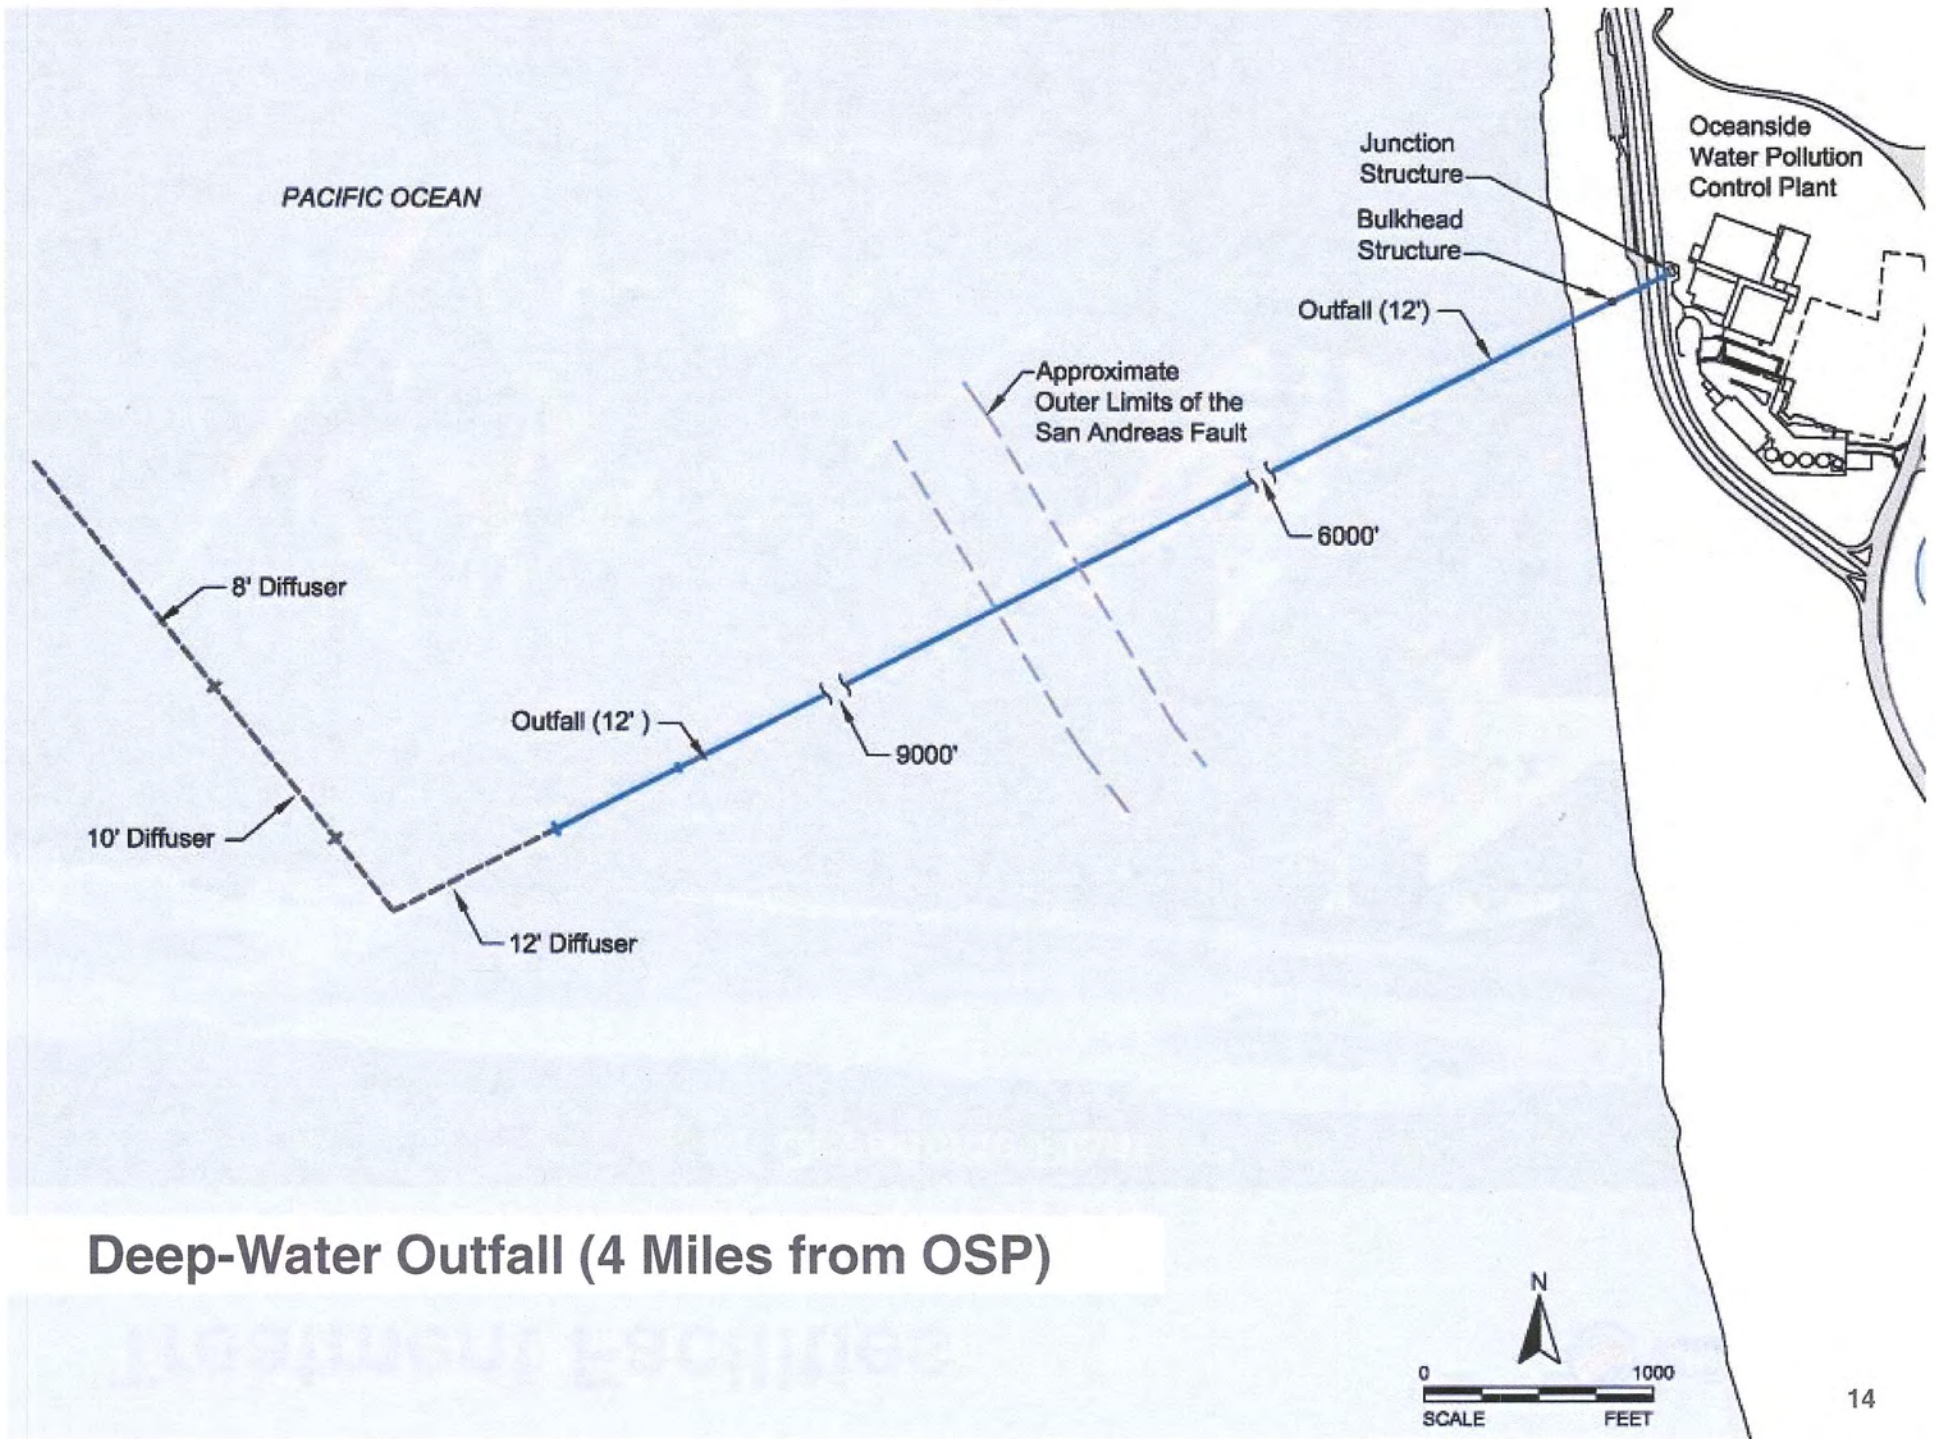 PACIFIC OCEAN
Junction
Structure
Bulkhead
Structure
Oceanside
Water Pollution
Control Plant
Outfall (12')
Approximate
Outer Limits of the
San Andreas Fault
6000'
8' Diffuser
Outfall (12' )
9000'
10' Diffuser
12' Diffuser
Deep-Water Outfall (4 Miles from OSP)
N
0 1000
SCALE FEET
14
Treatment Facilities